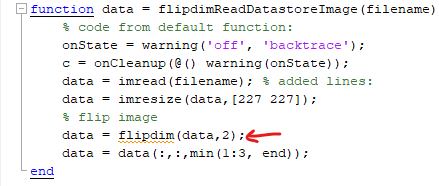 function data = flipdimReadDatastoreImage(filename)
% code from default function:
onState = warning('off', 'backtrace');
c = onCleanup(@() warning(onState));
data = imread(filename); % added lines:
data = imresize(data,[227 227]);
% flip image
data = flipdim(data,2);
data = data(:,:,min(1:3, end));
end